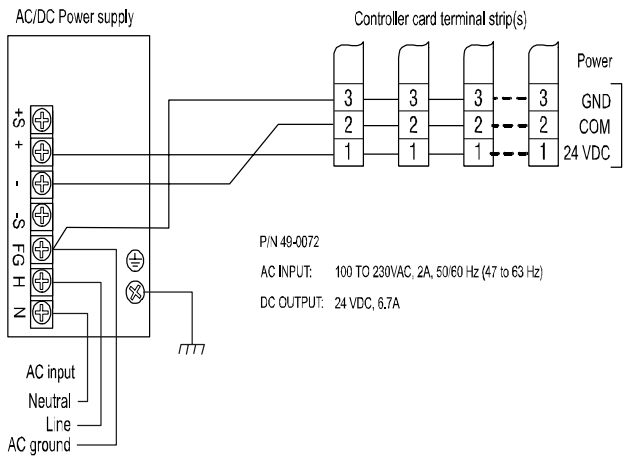 AC/DC Power supply
Controller card terminal strip(s)
Power
3 3 3 3 GND
2 2 2 2 COM
1 1 1 1 24 VDC
+S
+
-
-S
FG
H
N
P/N 49-0072
AC INPUT: 100 TO 230VAC, 2A, 50/60 Hz (47 to 63 Hz)
DC OUTPUT: 24 VDC, 6.7A
AC input
Neutral
Line
AC ground